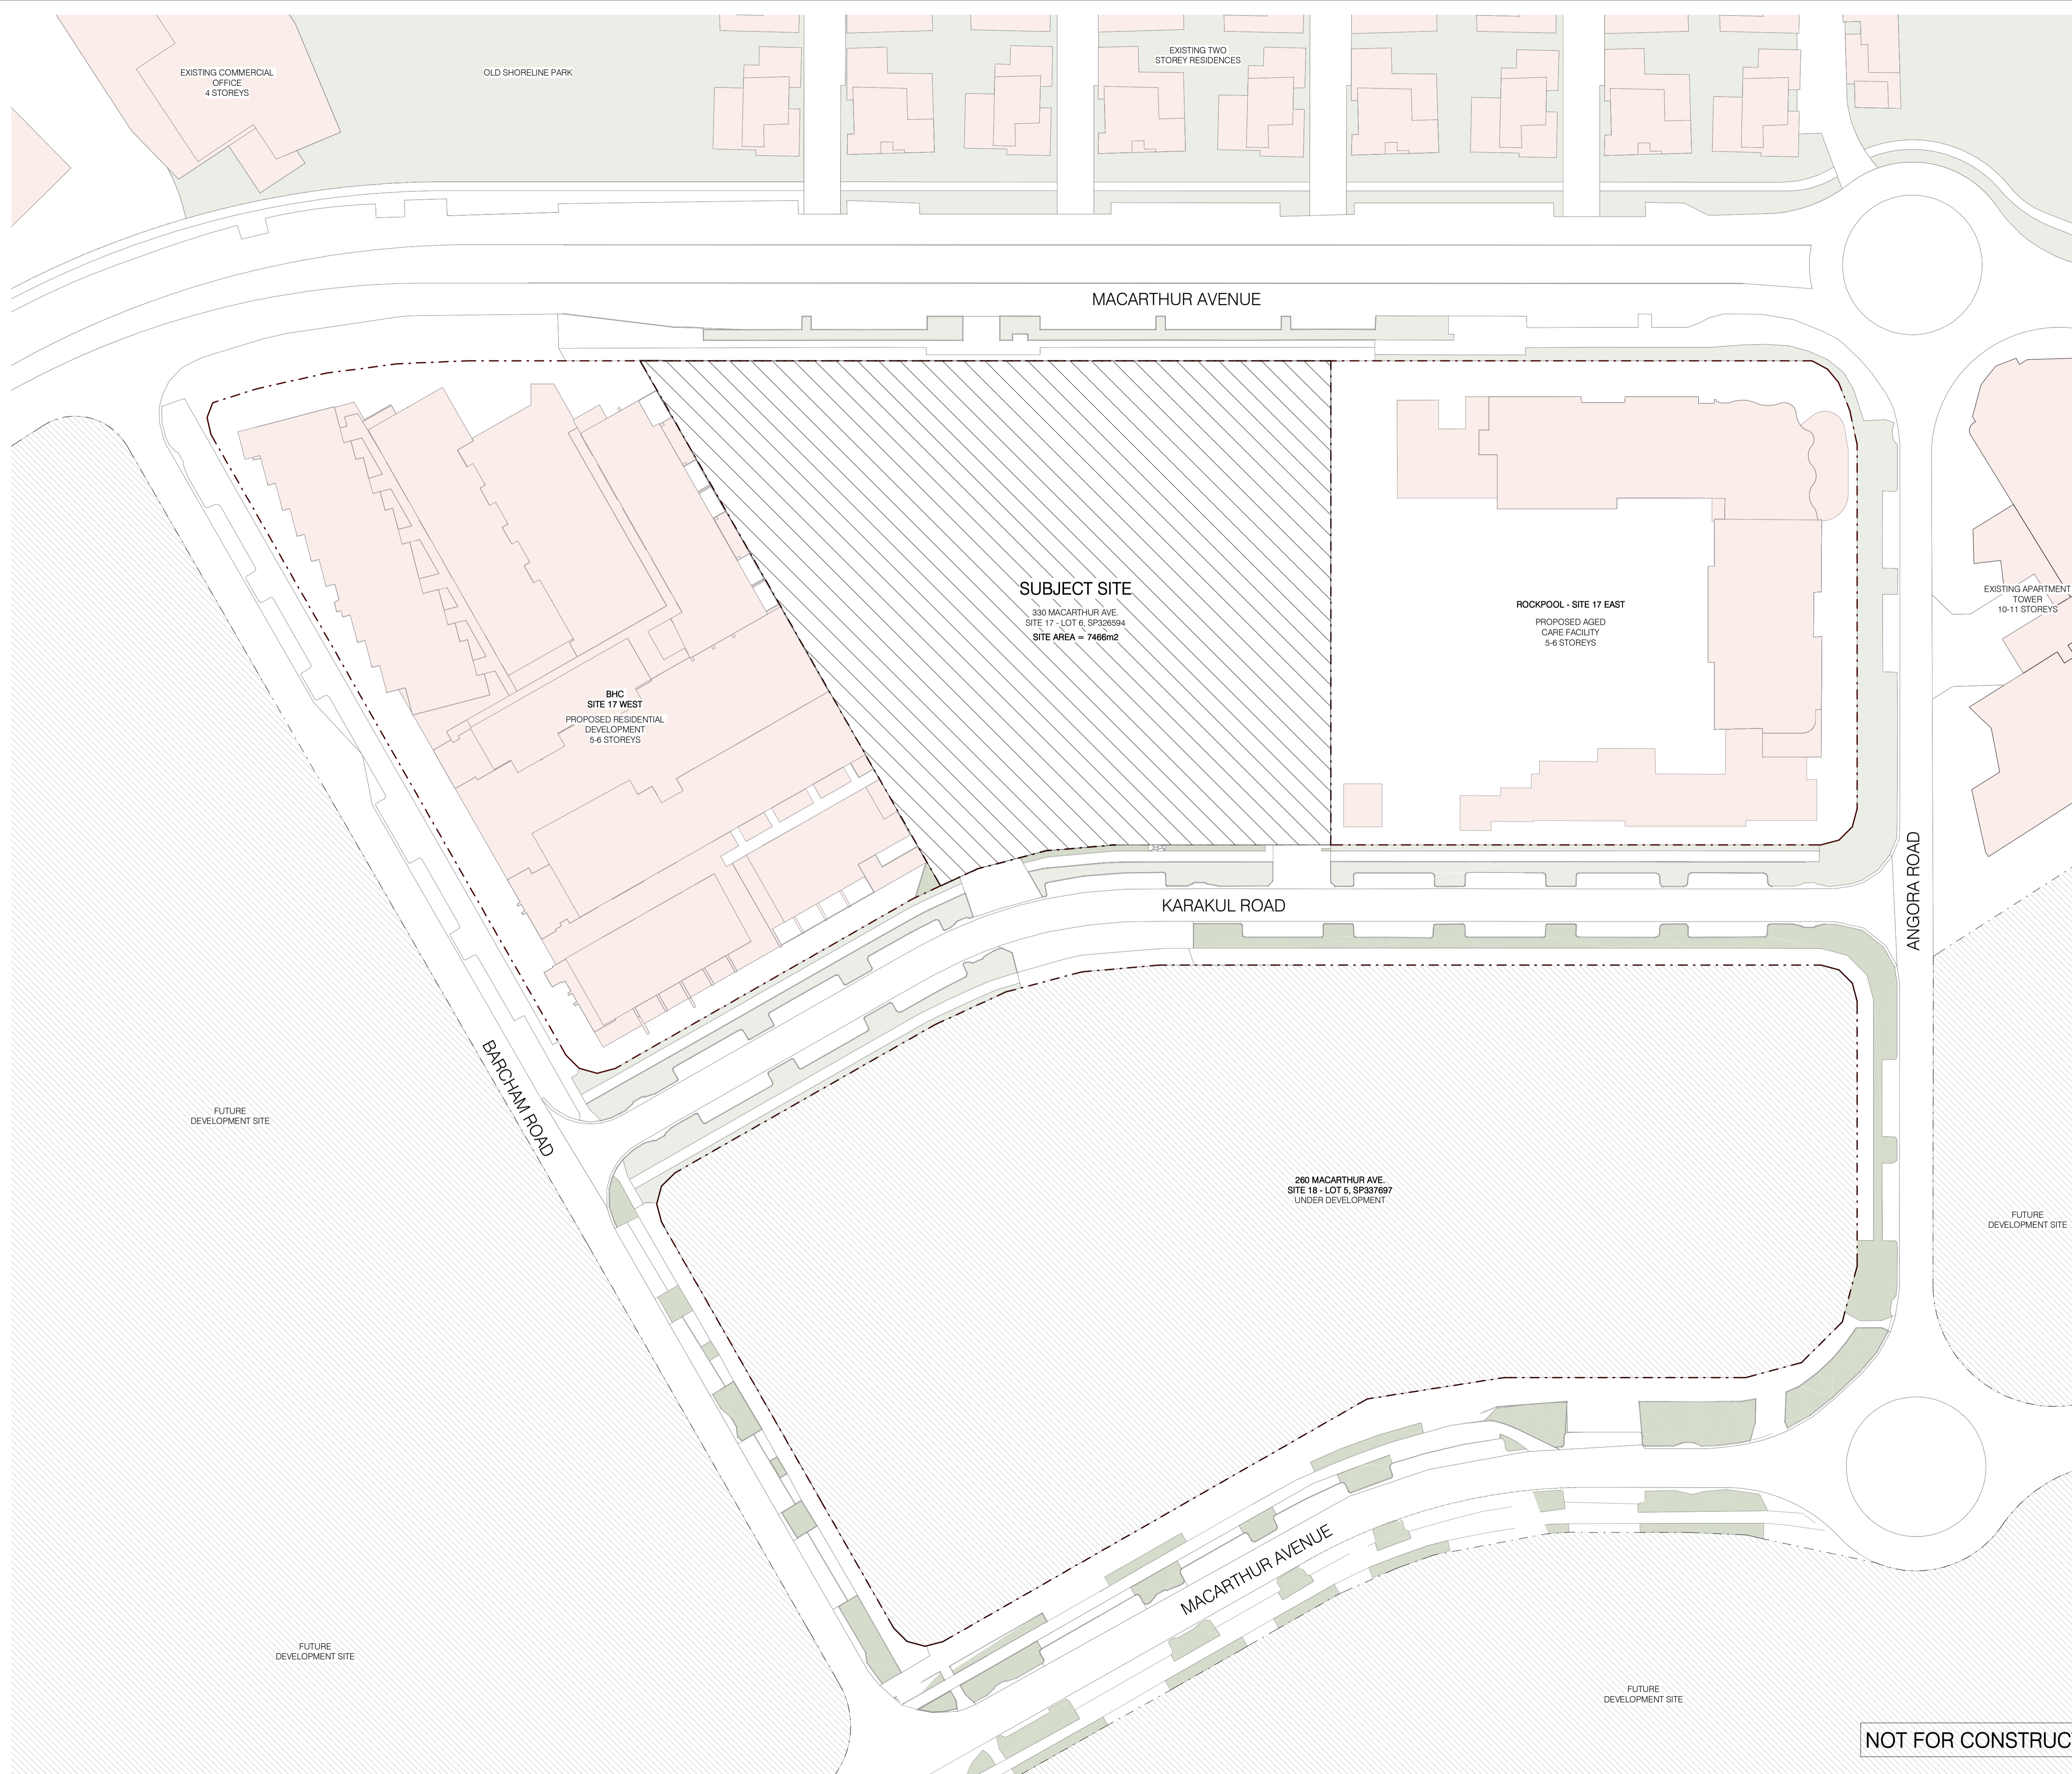 EXISTING COMMERCIAL
OFFICE
4 STOREYS
OLD SHORELINE PARK
EXISTING TWO
STOREY RESIDENCES
MACARTHUR AVENUE
SUBJECT SITE
330 MACARTHUR AVE.
SITE 17 - LOT 6, SP326594
SITE AREA = 7466m2
ROCKPOOL - SITE 17 EAST
PROPOSED AGED
CARE FACILITY
5-6 STOREYS
EXISTING APARTMENT
TOWER
10-11 STOREYS
BHC
SITE 17 WEST
PROPOSED RESIDENTIAL
DEVELOPMENT
5-6 STOREYS
KARAKUL ROAD
ANGORA ROAD
BARCHAM ROAD
FUTURE
DEVELOPMENT SITE
260 MACARTHUR AVE.
SITE 18 - LOT 5, SP337697
UNDER DEVELOPMENT
FUTURE
DEVELOPMENT SITE
MACARTHUR AVENUE
FUTURE
DEVELOPMENT SITE
FUTURE
DEVELOPMENT SITE
NOT FOR CONSTRUC